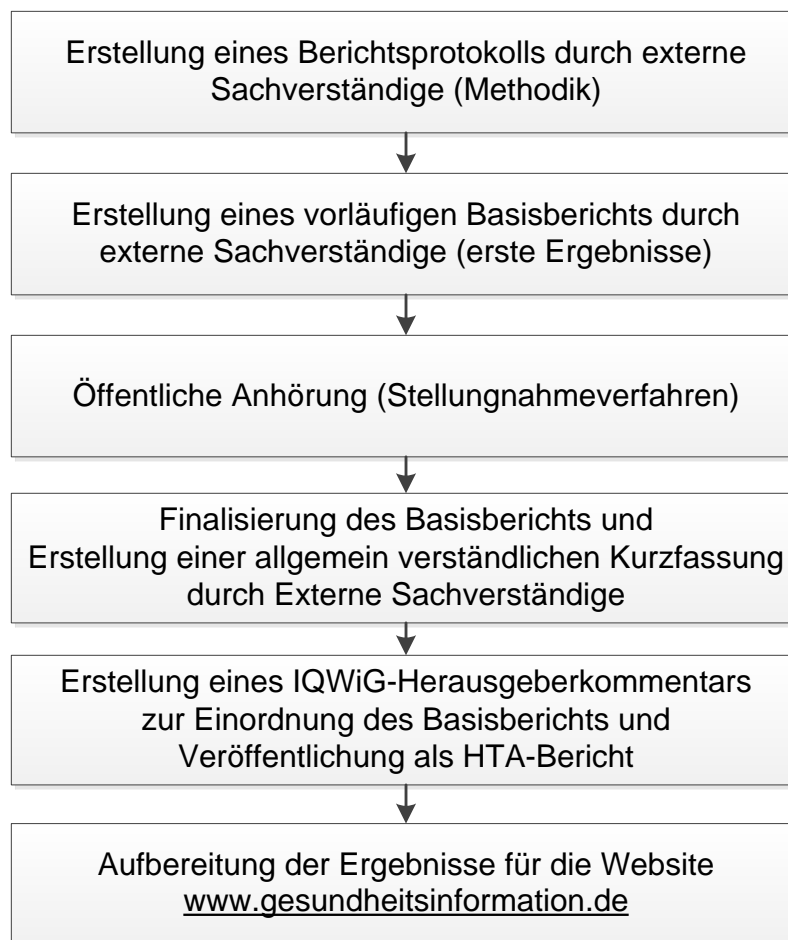 Erstellung eines Berichtsprotokolls durch externe
Sachverständige (Methodik)
Erstellung eines vorläufigen Basisberichts durch
externe Sachverständige (erste Ergebnisse)
Öffentliche Anhörung (Stellungnahmeverfahren)
Finalisierung des Basisberichts und
Erstellung einer allgemein verständlichen Kurzfassung
durch Externe Sachverständige
Erstellung eines IQWiG-Herausgeberkommentars
zur Einordnung des Basisberichts und
Veröffentlichung als HTA-Bericht
Aufbereitung der Ergebnisse für die Website
www.gesundheitsinformation.de